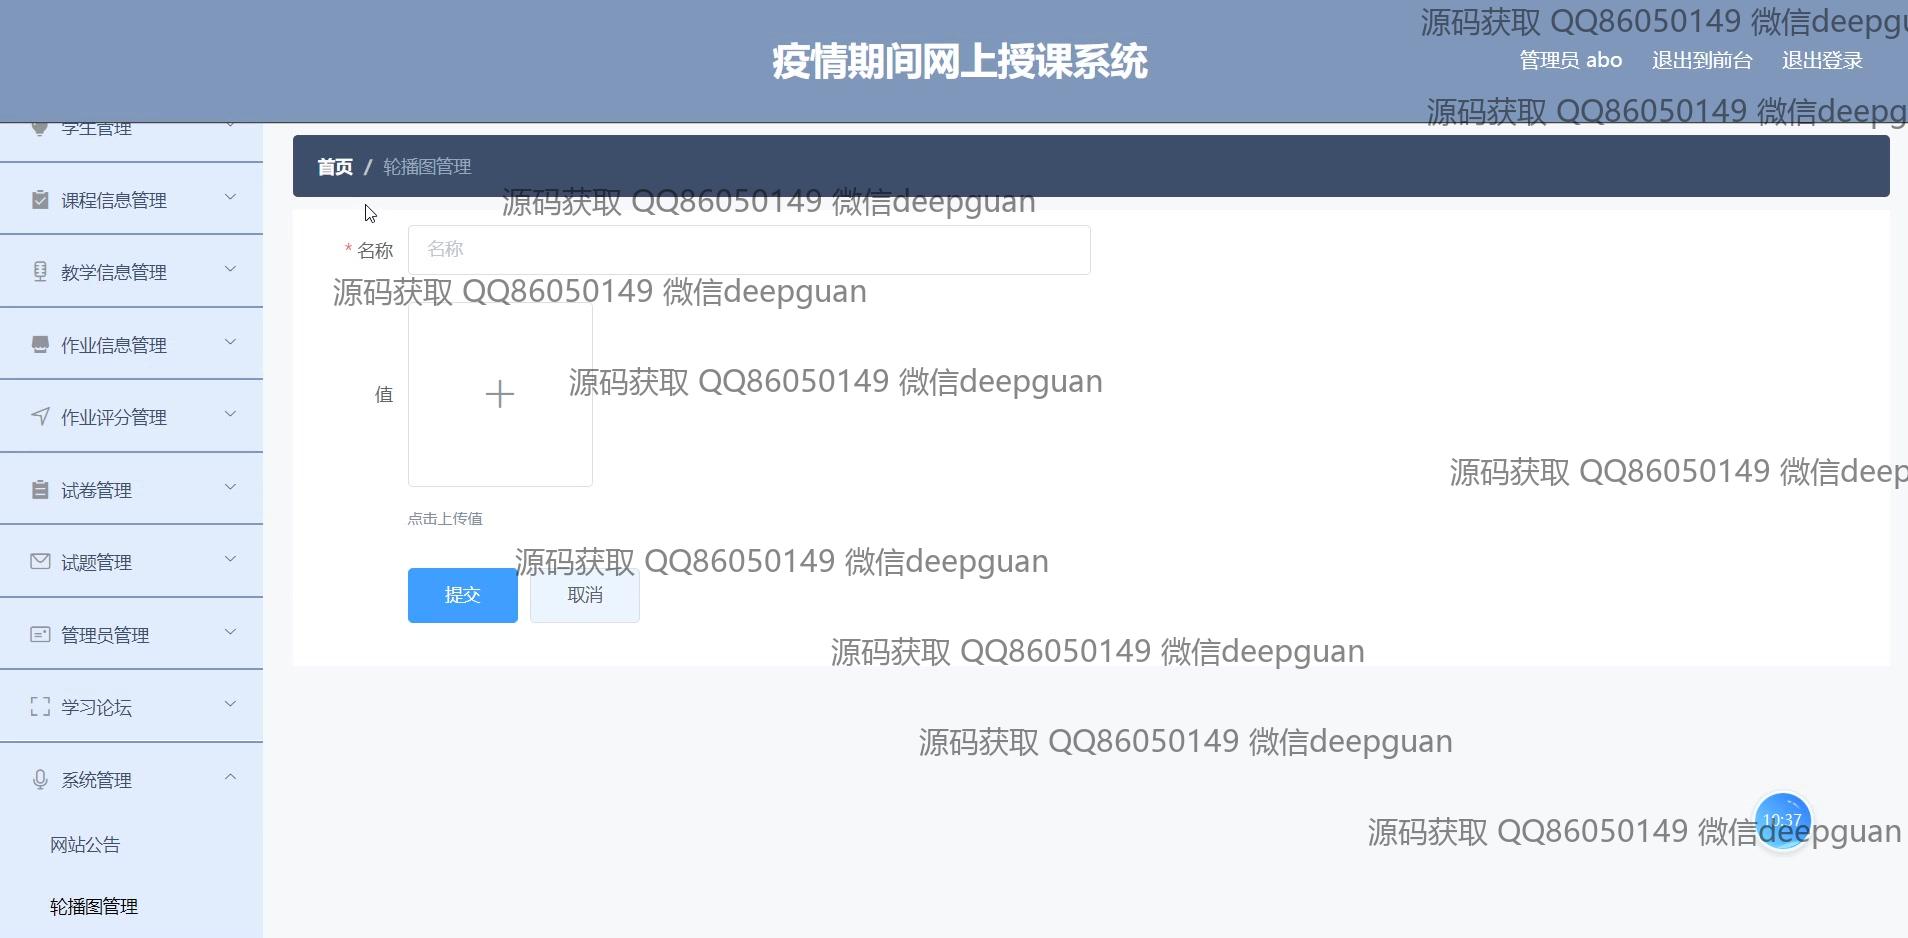 源码获取 QQ86050149 微信deepgu
疫情期间网上授课系统
管理员 abo 退出到前台 退出登录
源码获取 QQ86050149 微信deepg
学生管理
首页 / 轮播图管理
课程信息管理
源码获取 QQ86050149 微信deepguan
* 名称 名称
教学信息管理
源码获取 QQ86050149 微信deepguan
作业信息管理
源码获取 QQ86050149 微信deepguan
值
作业评分管理
源码获取 QQ86050149 微信deep
试卷管理
点击上传值
试题管理
源码获取 QQ86050149 微信deepguan
提交 取消
管理员管理
源码获取 QQ86050149 微信deepguan
学习论坛
源码获取 QQ86050149 微信deepguan
系统管理
10:37
源码获取 QQ86050149 微信deepguan
网站公告
轮播图管理